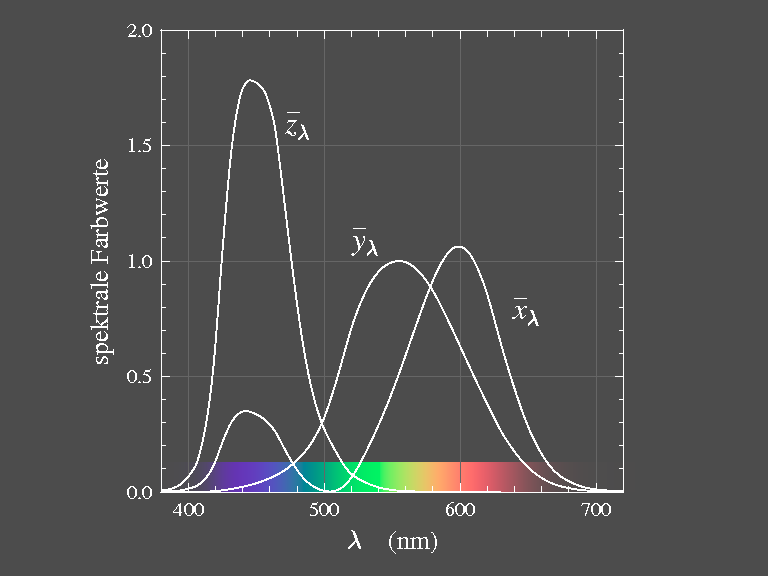 2.0
1.5
1.0
0.5
0.0
spektrale Farbwerte
z̄λ
ȳλ
x̄λ
400 500 600 700
λ (nm)